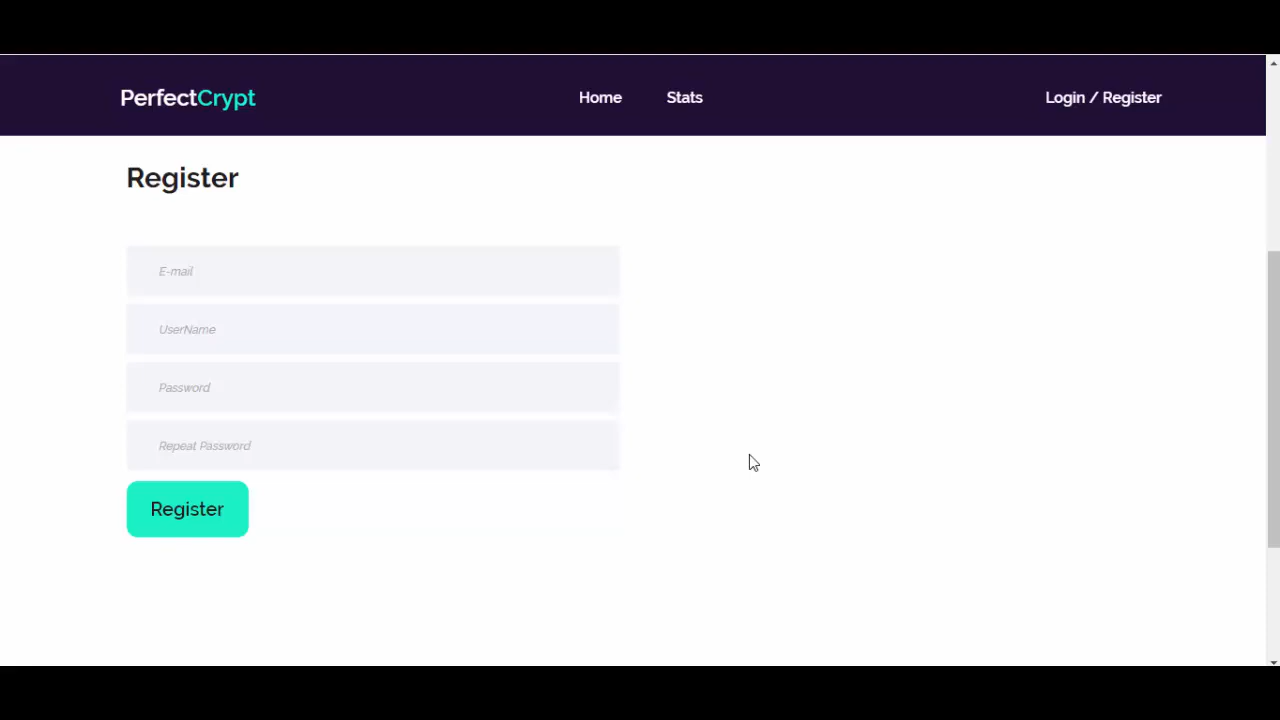 PerfectCrypt
Home
Stats
Login / Register
Register
E-mail
UserName
Password
Repeat Password
Register